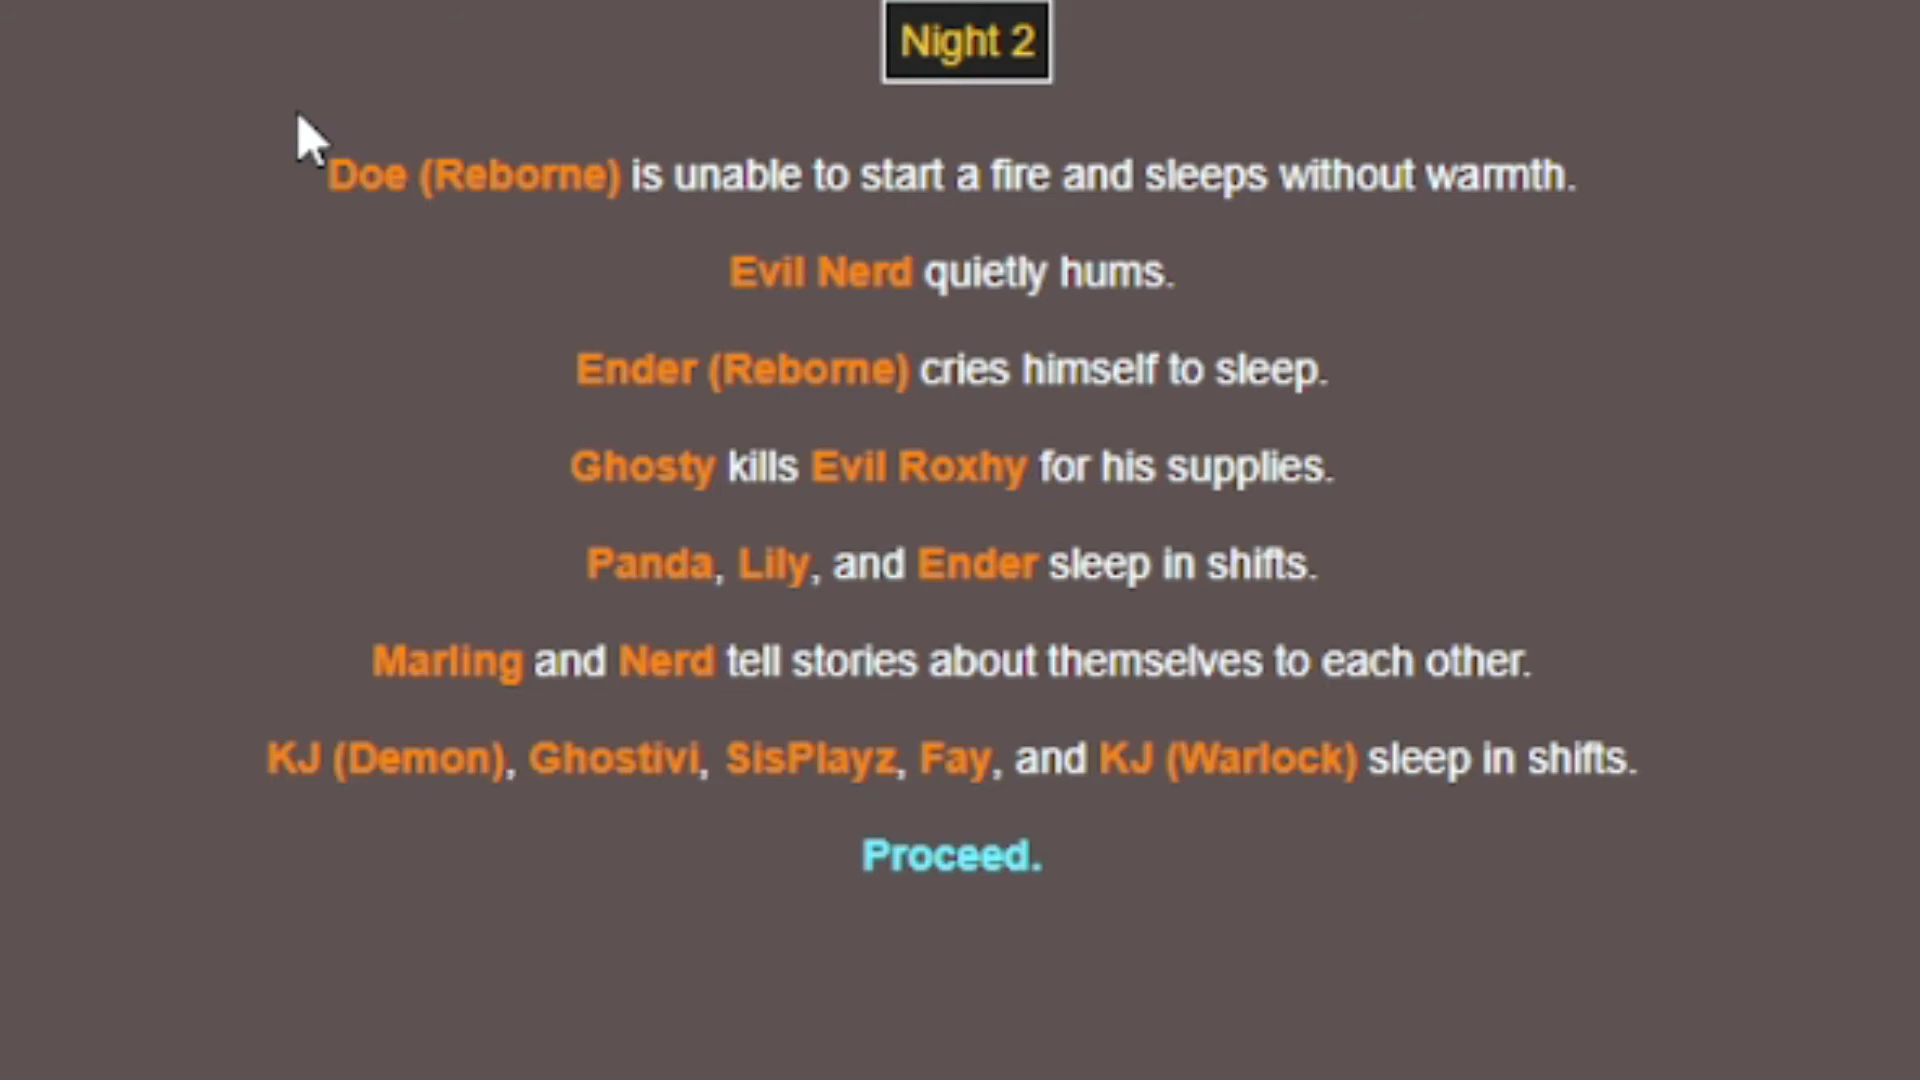 Night 2
Doe (Reborne) is unable to start a fire and sleeps without warmth.
Evil Nerd quietly hums.
Ender (Reborne) cries himself to sleep.
Ghosty kills Evil Roxhy for his supplies.
Panda, Lily, and Ender sleep in shifts.
Marling and Nerd tell stories about themselves to each other.
KJ (Demon), Ghostivi, SisPlayz, Fay, and KJ (Warlock) sleep in shifts.
Proceed.